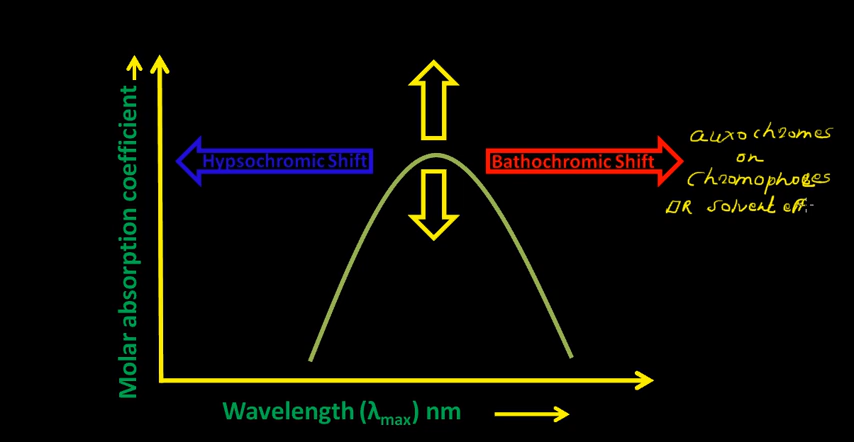 Molar absorption coefficient
Hypsochromic Shift
Bathochromic Shift
auxochromes
on
Chromophores
OR solvent eff:
Wavelength (λmax) nm